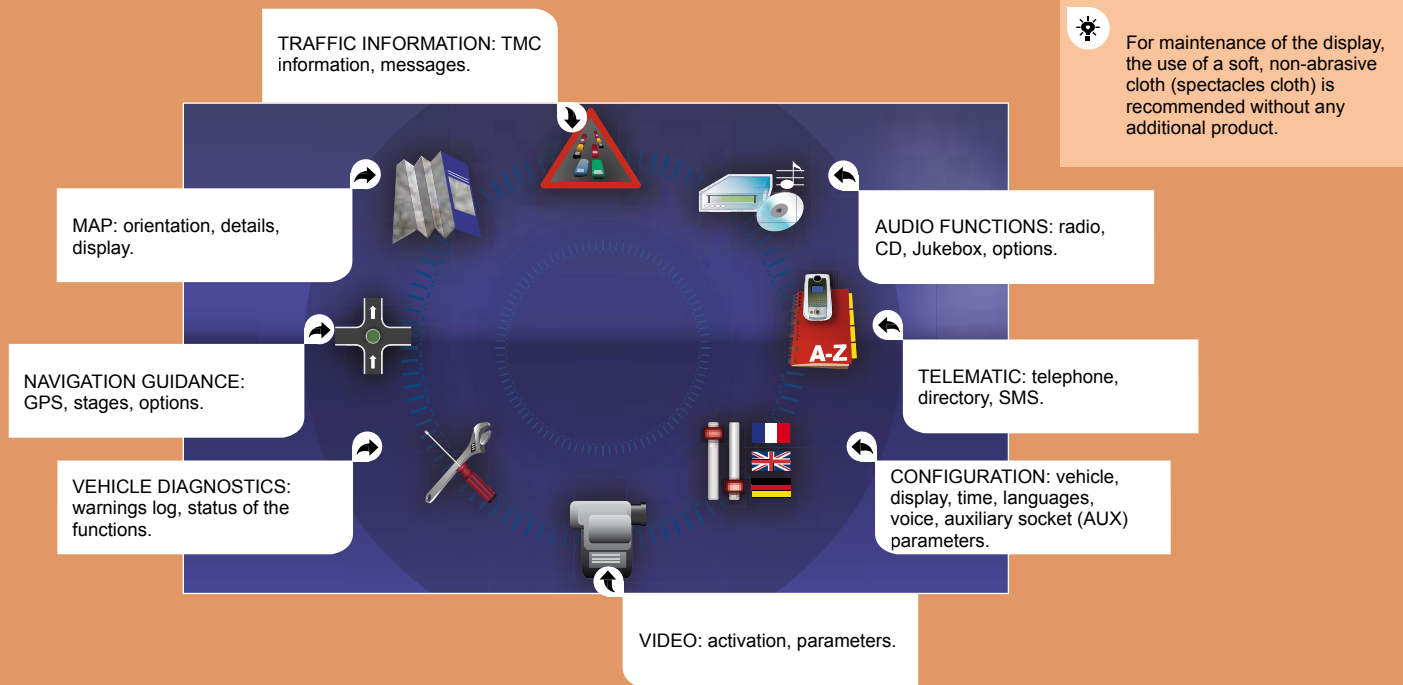 TRAFFIC INFORMATION: TMC
information, messages.
For maintenance of the display,
the use of a soft, non-abrasive
cloth (spectacles cloth) is
recommended without any
additional product.
MAP: orientation, details,
display.
AUDIO FUNCTIONS: radio,
CD, Jukebox, options.
A-Z
NAVIGATION GUIDANCE:
GPS, stages, options.
TELEMATIC: telephone,
directory, SMS.
VEHICLE DIAGNOSTICS:
warnings log, status of the
functions.
CONFIGURATION: vehicle,
display, time, languages,
voice, auxiliary socket (AUX)
parameters.
VIDEO: activation, parameters.